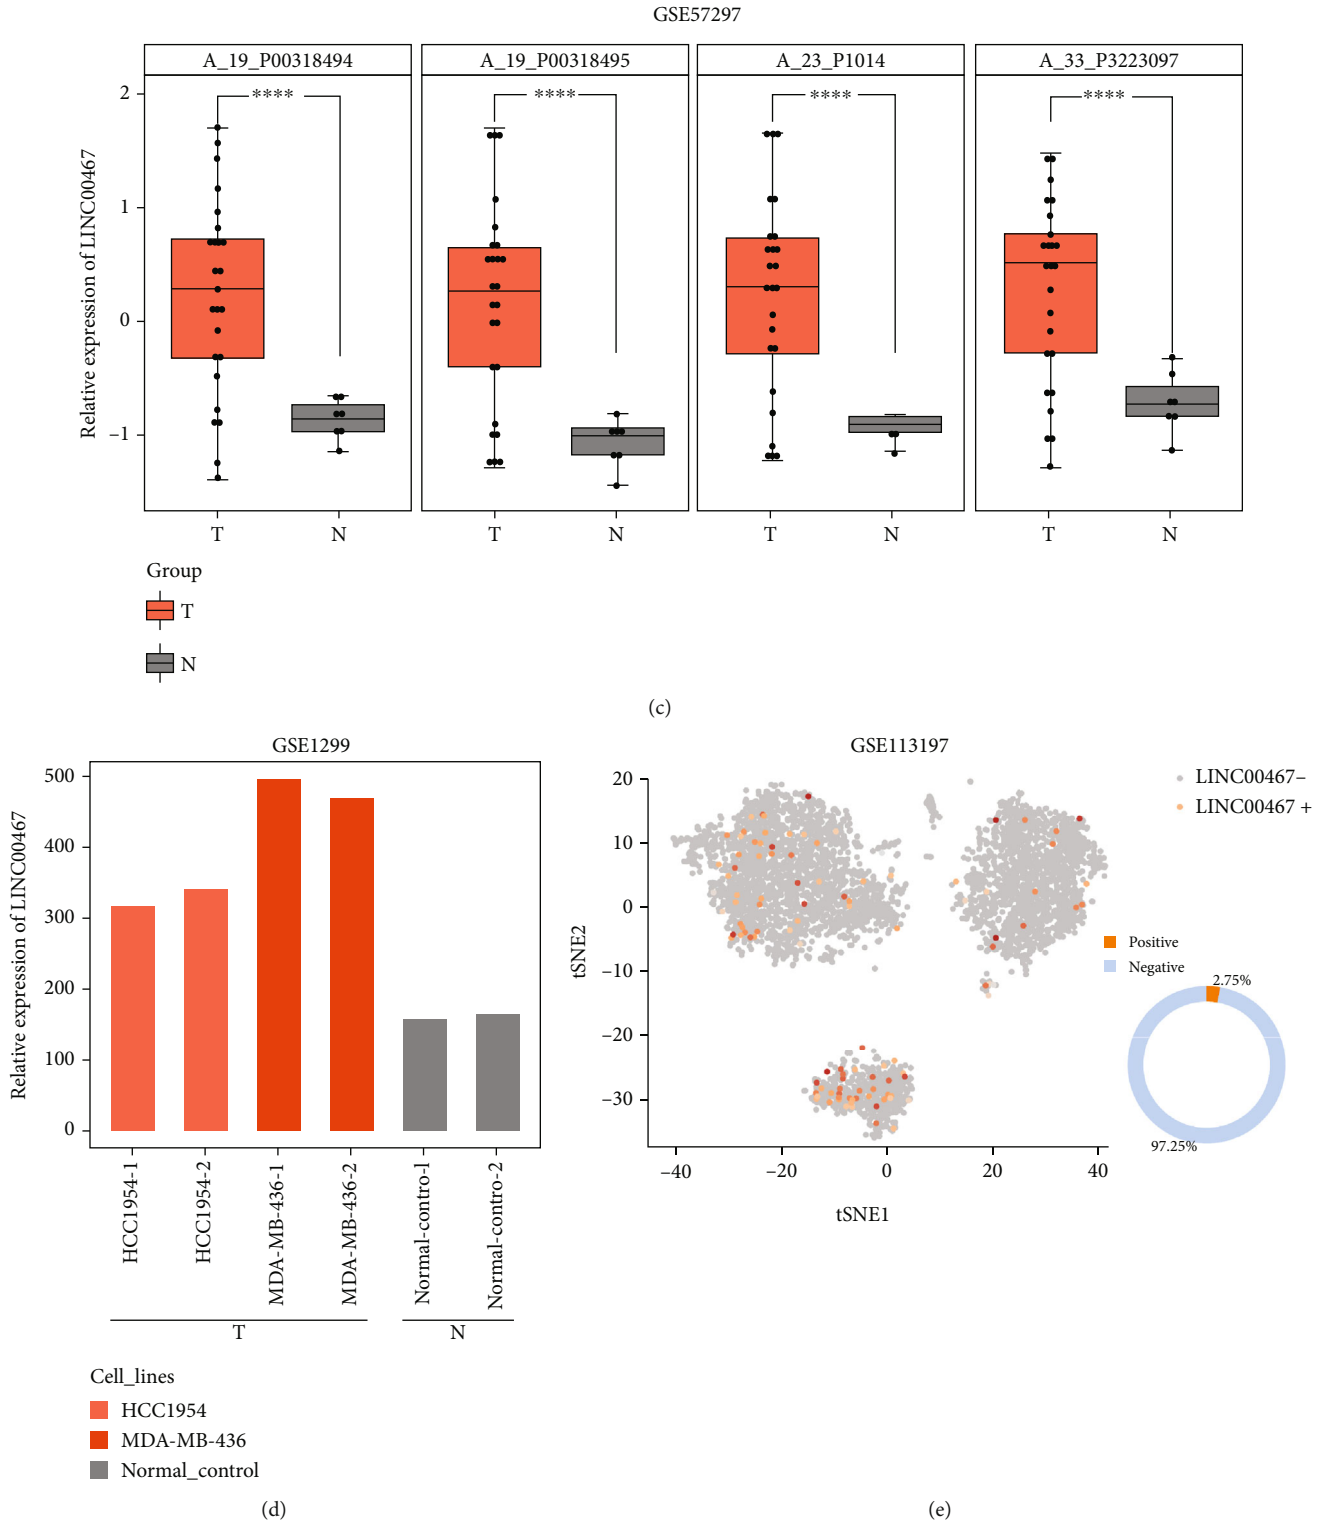 GSE57297
A_19_P00318494
A_19_P00318495
A_23_P1014
A_33_P3223097
Relative expression of LINC00467
2
1
0
−1
****
****
****
****
T
N
T
N
T
N
T
N
Group
T
N
(c)
GSE1299
Relative expression of LINC00467
500
400
300
200
100
0
HCC1954-1
HCC1954-2
MDA-MB-436-1
MDA-MB-436-2
Normal-contro-1
Normal-contro-2
T
N
Cell_lines
HCC1954
MDA-MB-436
Normal_control
(d)
GSE113197
LINC00467−
LINC00467 +
tSNE2
20
10
0
−10
−20
−30
−40
−20
0
20
40
tSNE1
Positive
Negative
2.75%
97.25%
(e)